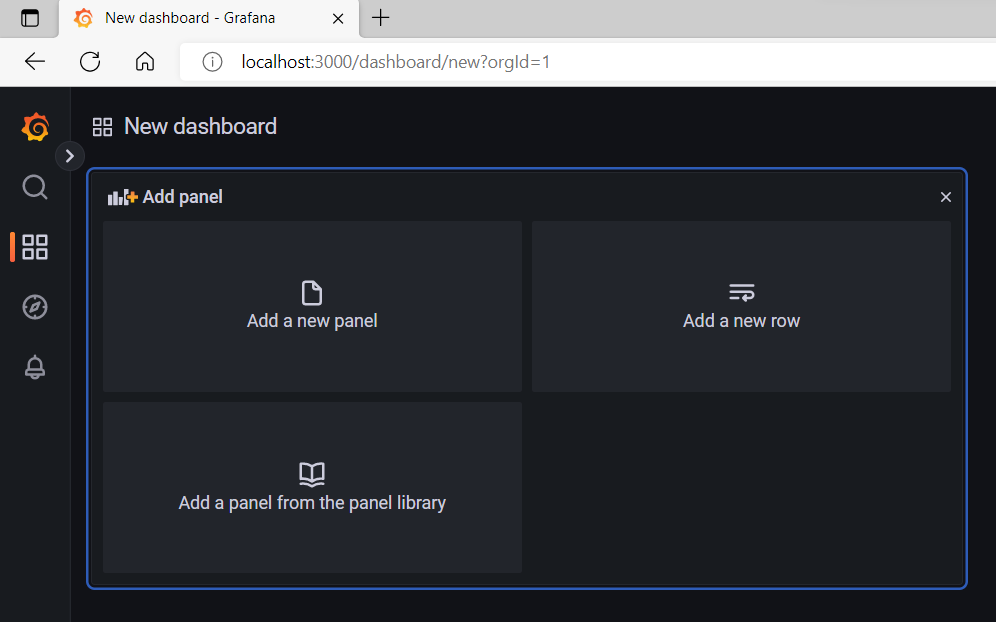 New dashboard - Grafana
localhost:3000/dashboard/new?orgId=1
New dashboard
Add panel
Add a new panel
Add a new row
Add a panel from the panel library